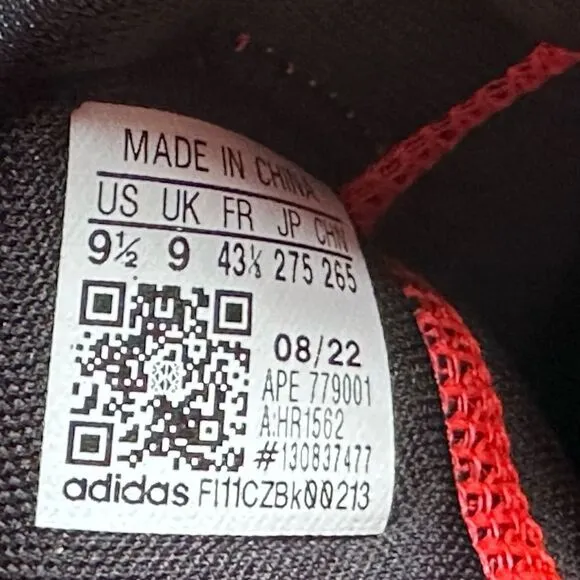 MADE IN CHINA
US UK FR JP CHN
9½ 9 43⅓ 275 265
08/22
APE 779001
A:HR1562
#130837477
adidas FI11CZBk00213